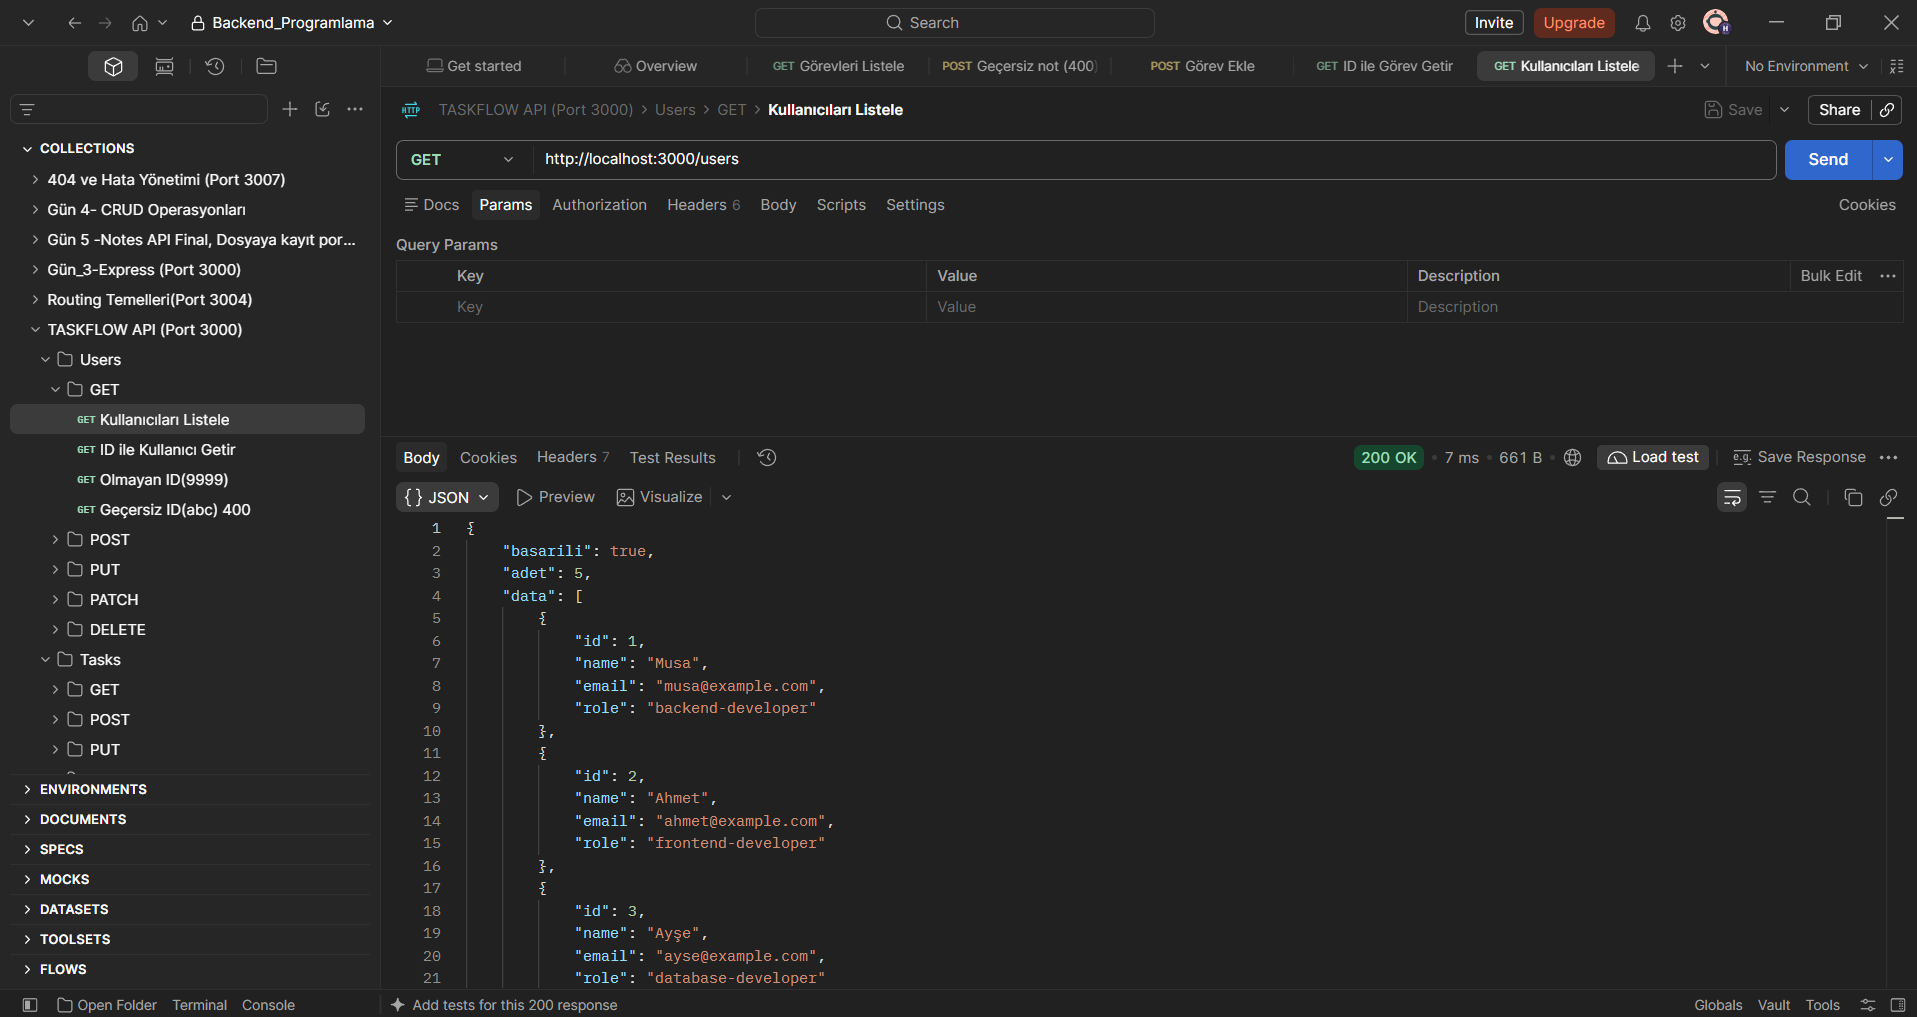 Backend_Programlama
Search
Invite
Upgrade
Get started
Overview
GET Görevleri Listele
POST Geçersiz not (400)
POST Görev Ekle
GET ID ile Görev Getir
GET Kullanıcıları Listele
No Environment
HTTP TASKFLOW API (Port 3000) > Users > GET > Kullanıcıları Listele
Save
Share
COLLECTIONS
404 ve Hata Yönetimi (Port 3007)
Gün 4- CRUD Operasyonları
Gün 5 -Notes API Final, Dosyaya kayıt por...
Gün_3-Express (Port 3000)
Routing Temelleri(Port 3004)
TASKFLOW API (Port 3000)
Users
GET
GET Kullanıcıları Listele
GET ID ile Kullanıcı Getir
GET Olmayan ID(9999)
GET Geçersiz ID(abc) 400
POST
PUT
PATCH
DELETE
Tasks
GET
POST
PUT
ENVIRONMENTS
DOCUMENTS
SPECS
MOCKS
DATASETS
TOOLSETS
FLOWS
GET http://localhost:3000/users
Send
Docs Params Authorization Headers 6 Body Scripts Settings
Cookies
Query Params
Key Value Description Bulk Edit
Key Value Description
Body Cookies Headers 7 Test Results
200 OK • 7 ms • 661 B
Load test
e.g. Save Response
{} JSON Preview Visualize
1 {
2 "basarili": true,
3 "adet": 5,
4 "data": [
5 {
6 "id": 1,
7 "name": "Musa",
8 "email": "musa@example.com",
9 "role": "backend-developer"
10 },
11 {
12 "id": 2,
13 "name": "Ahmet",
14 "email": "ahmet@example.com",
15 "role": "frontend-developer"
16 },
17 {
18 "id": 3,
19 "name": "Ayşe",
20 "email": "ayse@example.com",
21 "role": "database-developer"
Open Folder Terminal Console
Add tests for this 200 response
Globals Vault Tools
H